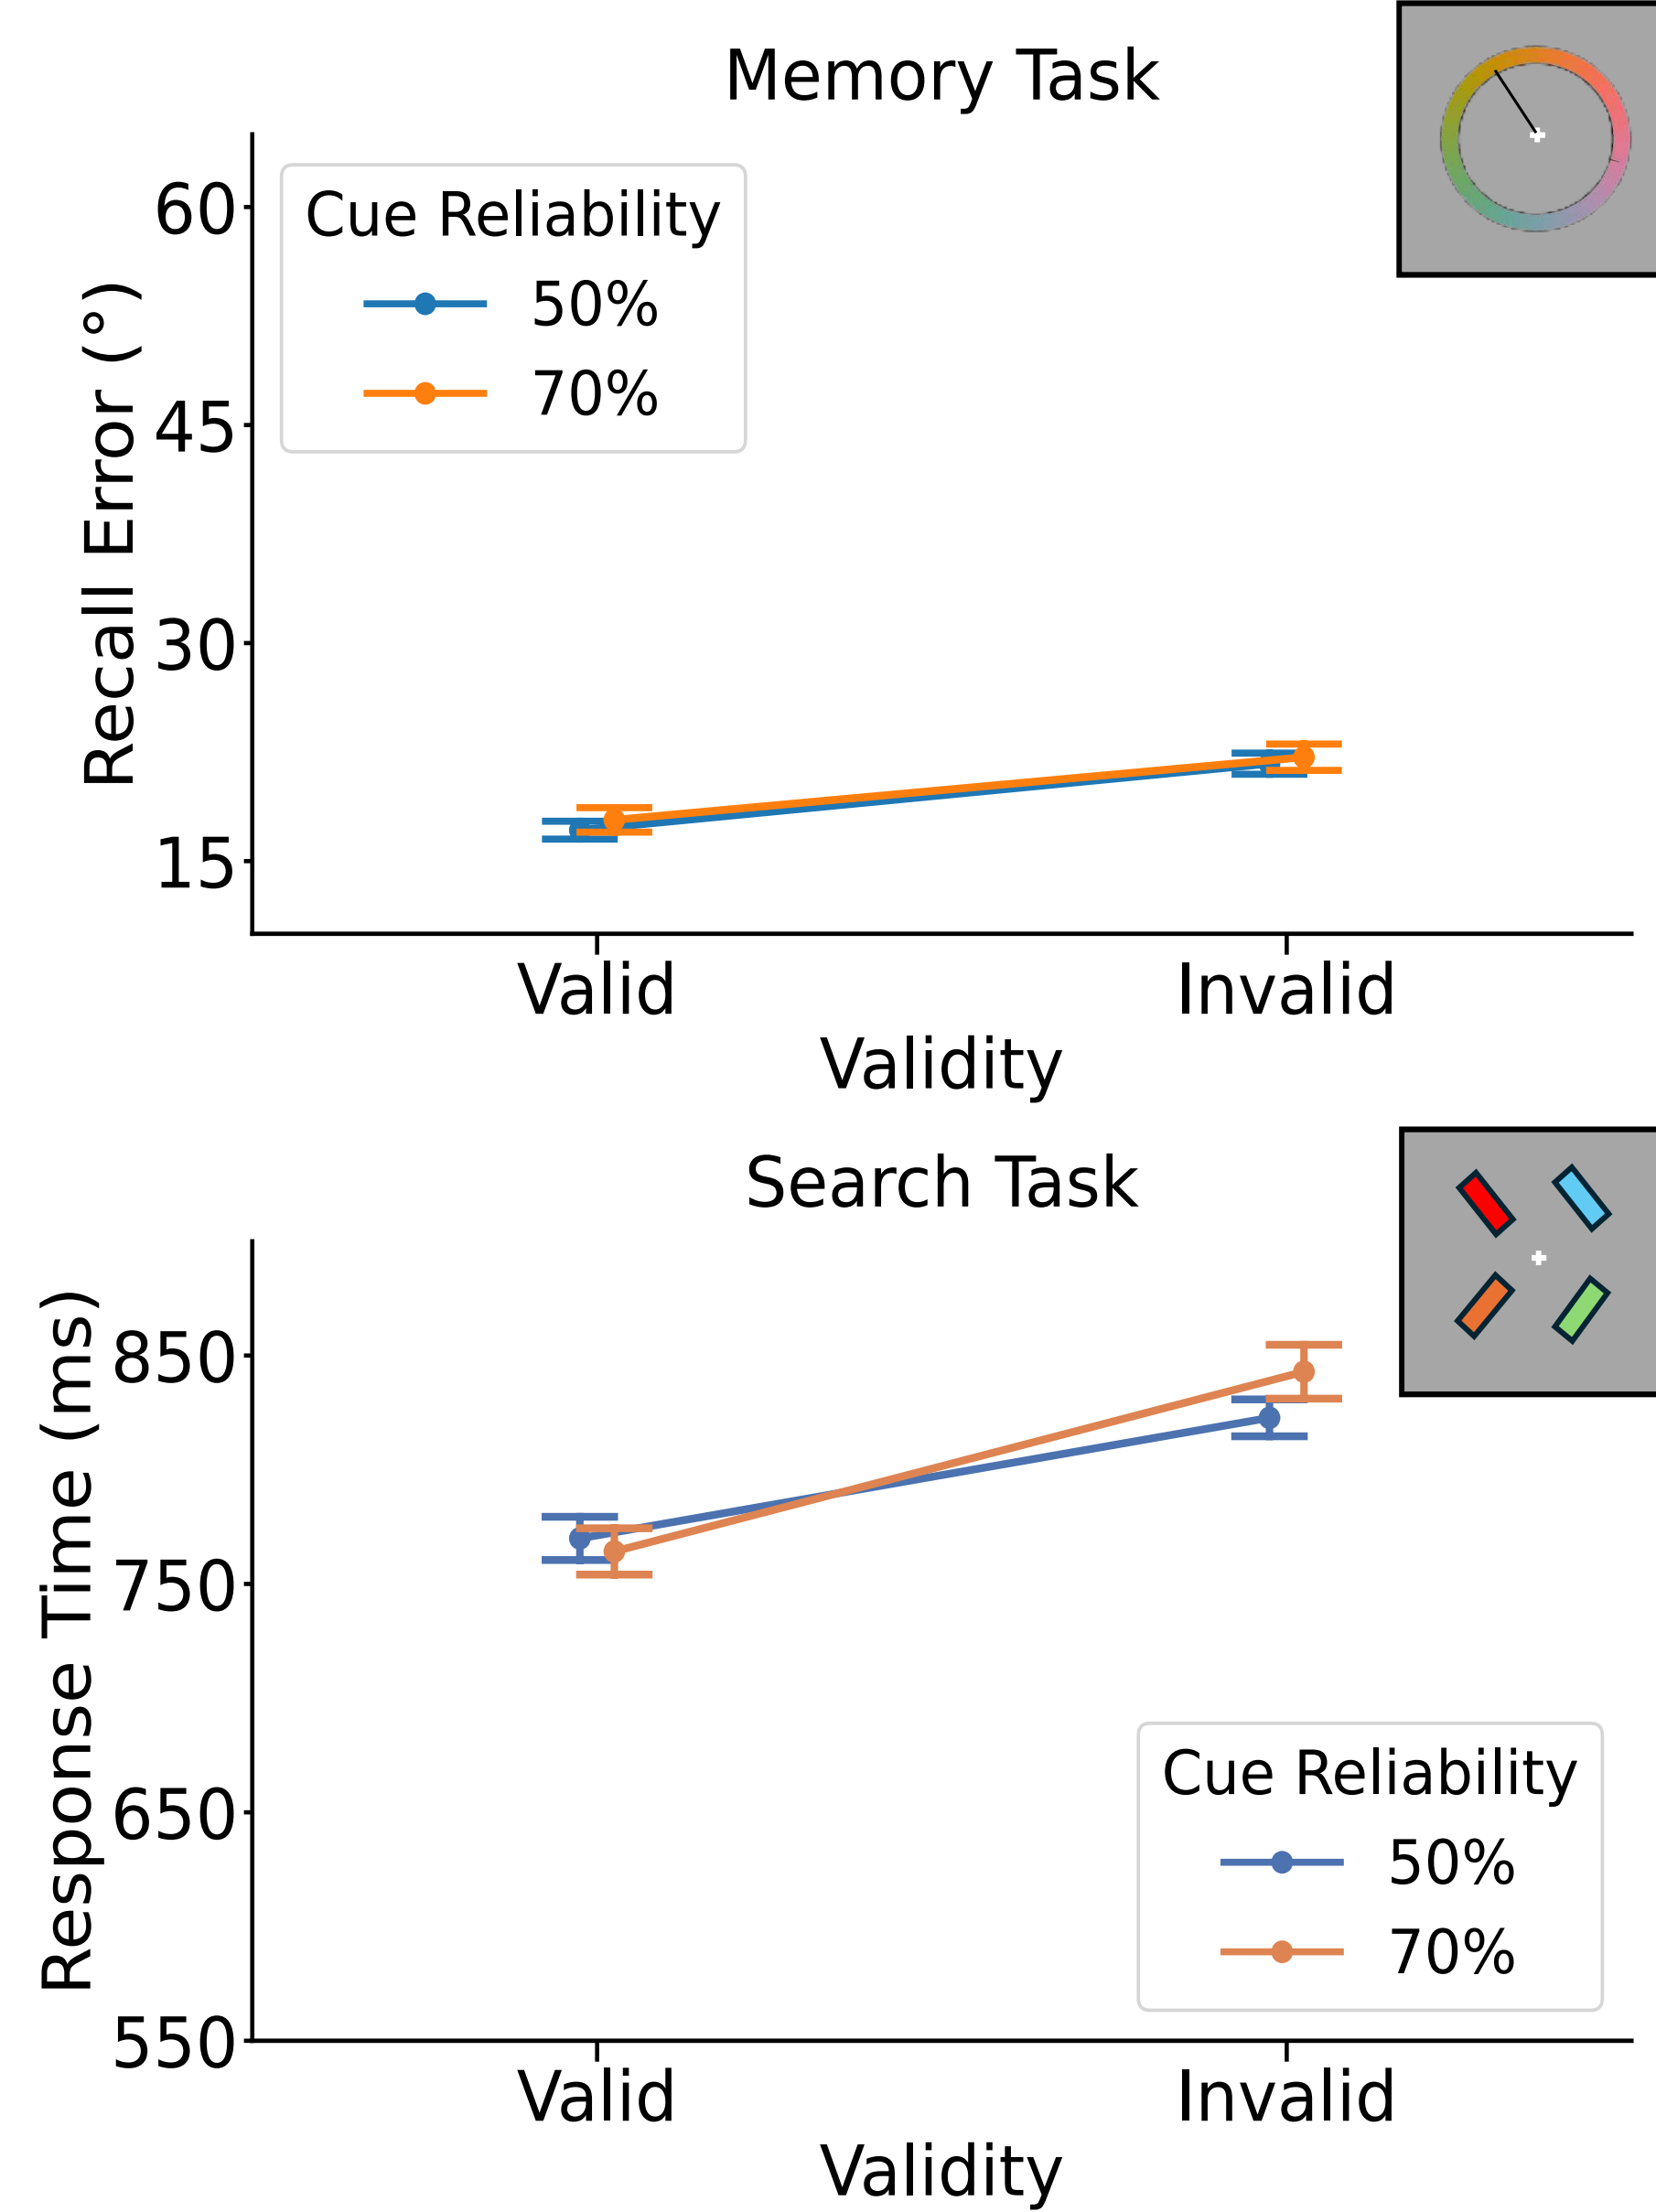 Memory Task
Recall Error (°)
60
45
30
15
Cue Reliability
50%
70%
Valid
Invalid
Validity
Search Task
Response Time (ms)
850
750
650
550
Cue Reliability
50%
70%
Valid
Invalid
Validity